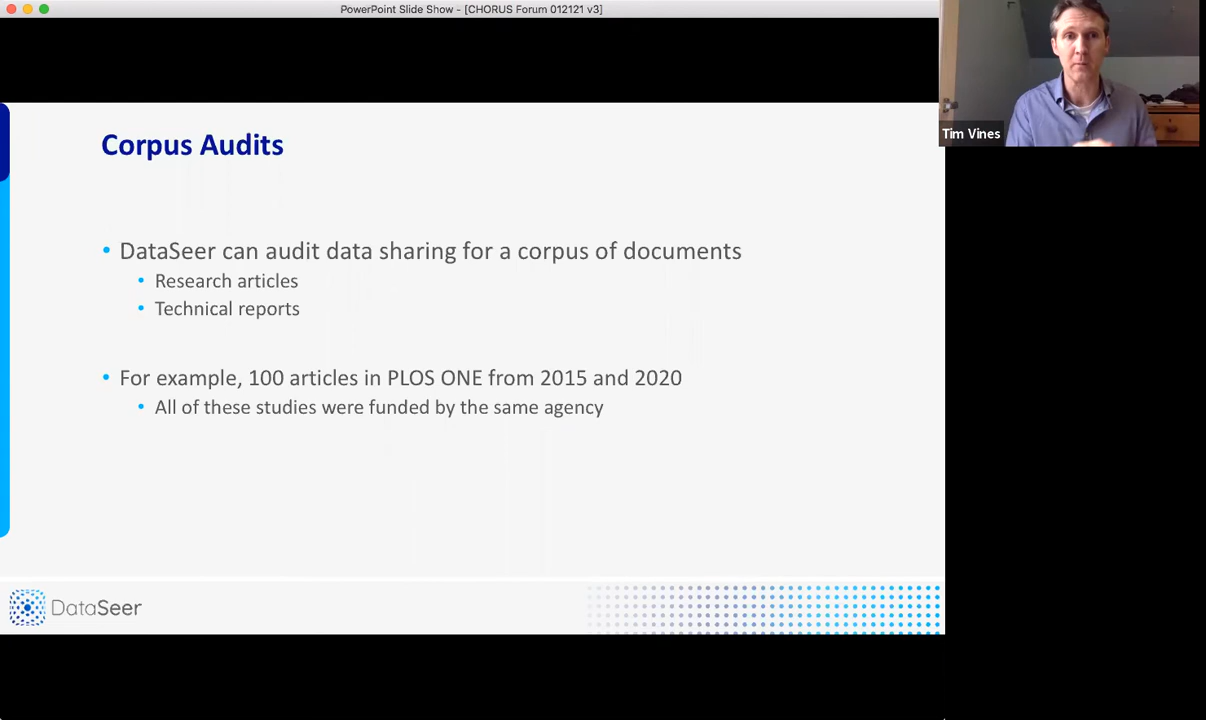 PowerPoint Slide Show - [CHORUS Forum 012121 v3]
Tim Vines
Corpus Audits
• DataSeer can audit data sharing for a corpus of documents
• Research articles
• Technical reports
• For example, 100 articles in PLOS ONE from 2015 and 2020
• All of these studies were funded by the same agency
DataSeer